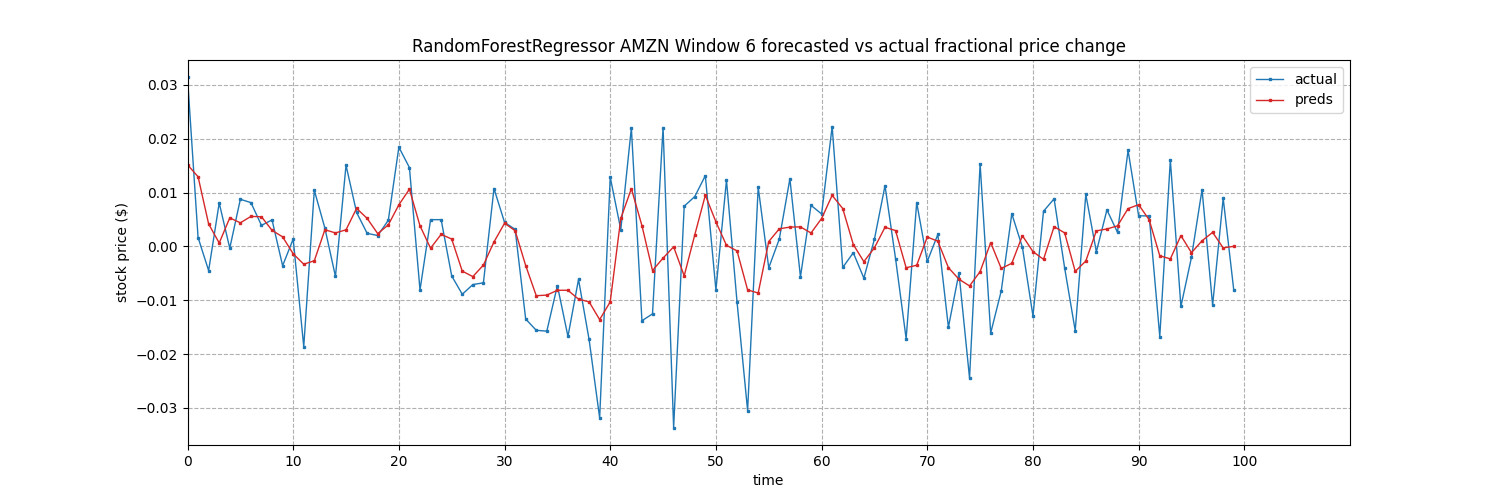 RandomForestRegressor AMZN Window 6 forecasted vs actual fractional price change
actual
preds
stock price ($)
0.03
0.02
0.01
0.00
−0.01
−0.02
−0.03
0 10 20 30 40 50 60 70 80 90 100
time